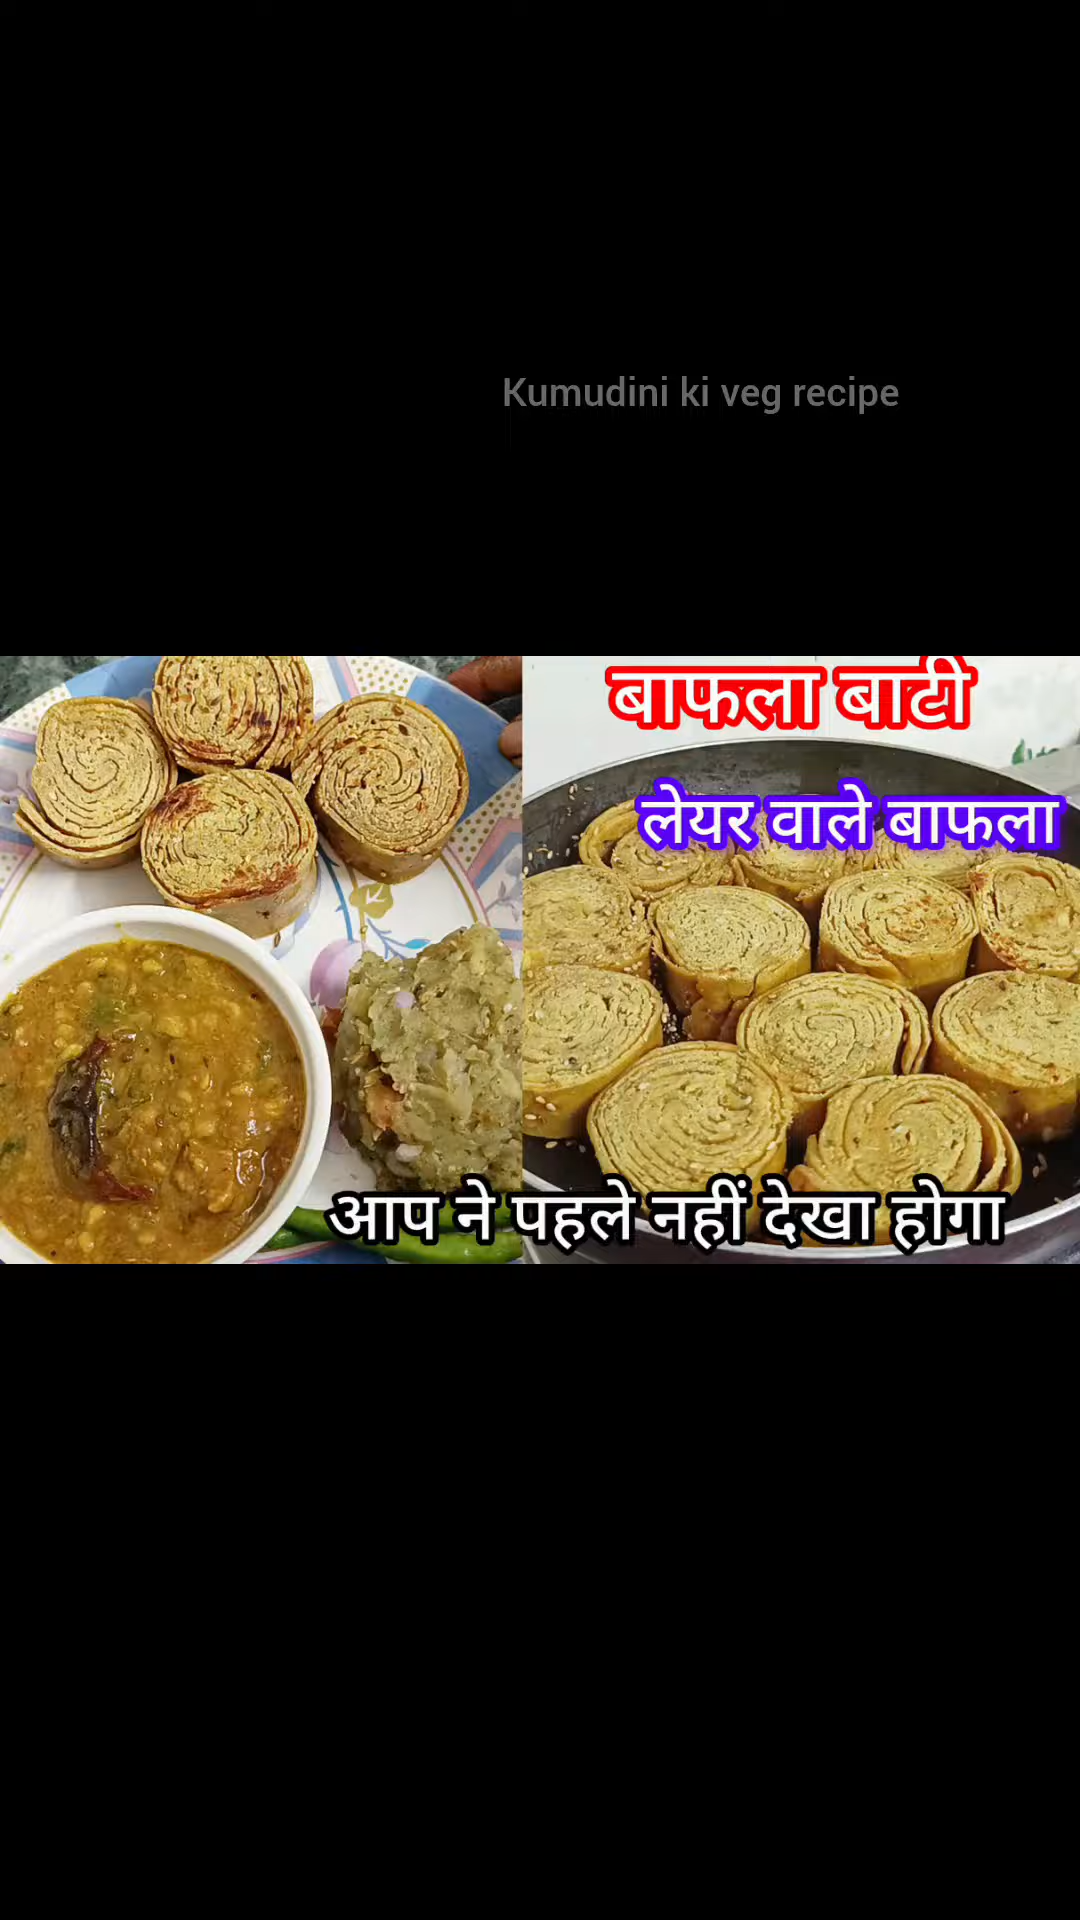 Kumudini ki veg recipe
बाफला बाटी
लेयर वाले बाफला
आप ने पहले नहीं देखा होगा